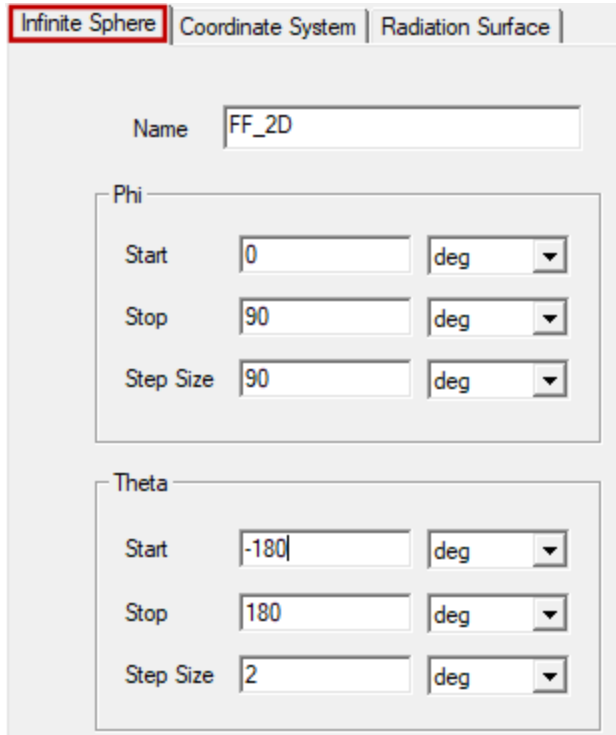 Infinite Sphere Coordinate System Radiation Surface
Name FF_2D
Phi
Start 0 deg
Stop 90 deg
Step Size 90 deg
Theta
Start -180 deg
Stop 180 deg
Step Size 2 deg